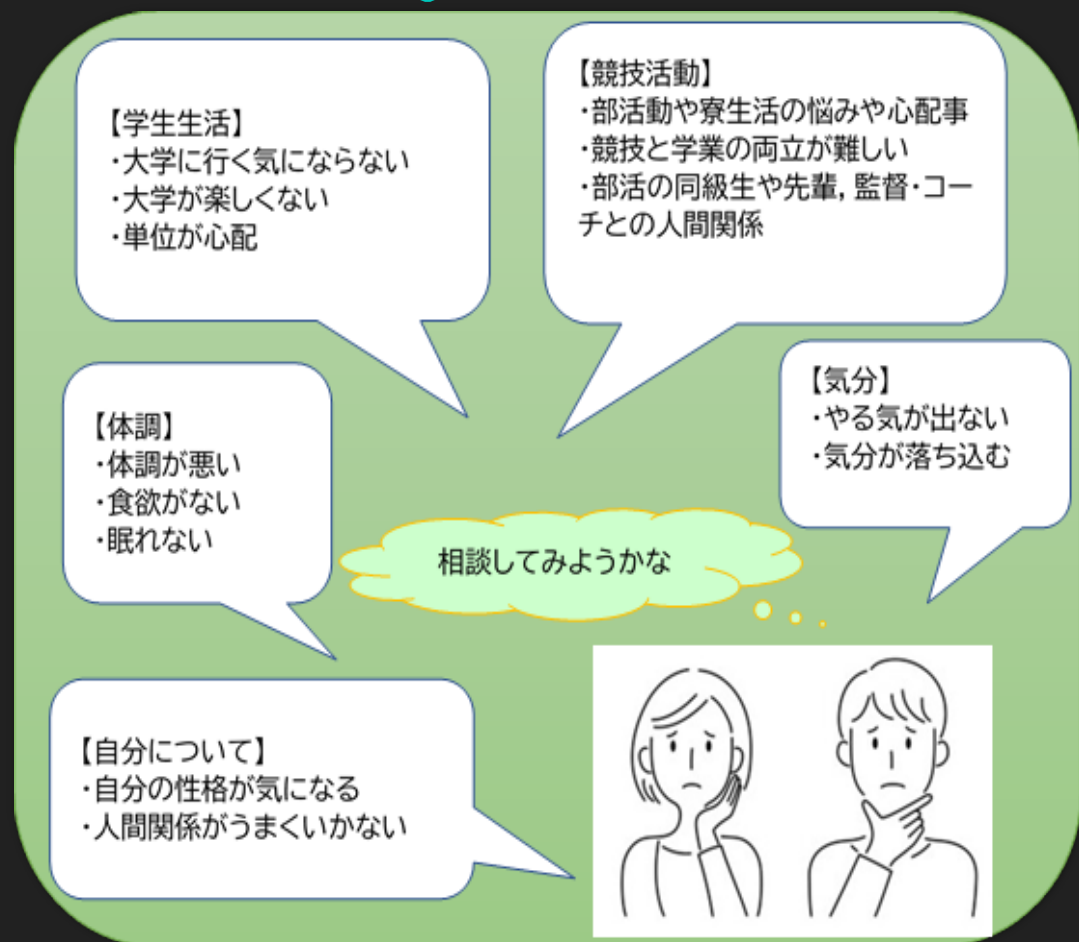 【学生生活】
・大学に行く気にならない
・大学が楽しくない
・単位が心配
【競技活動】
・部活動や寮生活の悩みや心配事
・競技と学業の両立が難しい
・部活の同級生や先輩, 監督・コー
チとの人間関係
【体調】
・体調が悪い
・食欲がない
・眠れない
【気分】
・やる気が出ない
・気分が落ち込む
相談してみようかな
【自分について】
・自分の性格が気になる
・人間関係がうまくいかない